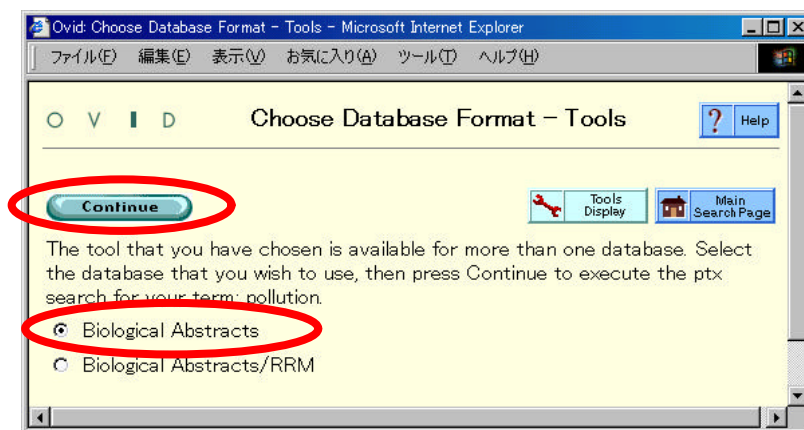 Ovid: Choose Database Format - Tools - Microsoft Internet Explorer
ファイル(F) 編集(E) 表示(V) お気に入り(A) ツール(T) ヘルプ(H)
O V I D Choose Database Format - Tools ? Help
Continue Tools Display Main Search Page
The tool that you have chosen is available for more than one database. Select
the database that you wish to use, then press Continue to execute the ptx
search for your term: pollution.
Biological Abstracts
Biological Abstracts/RRM